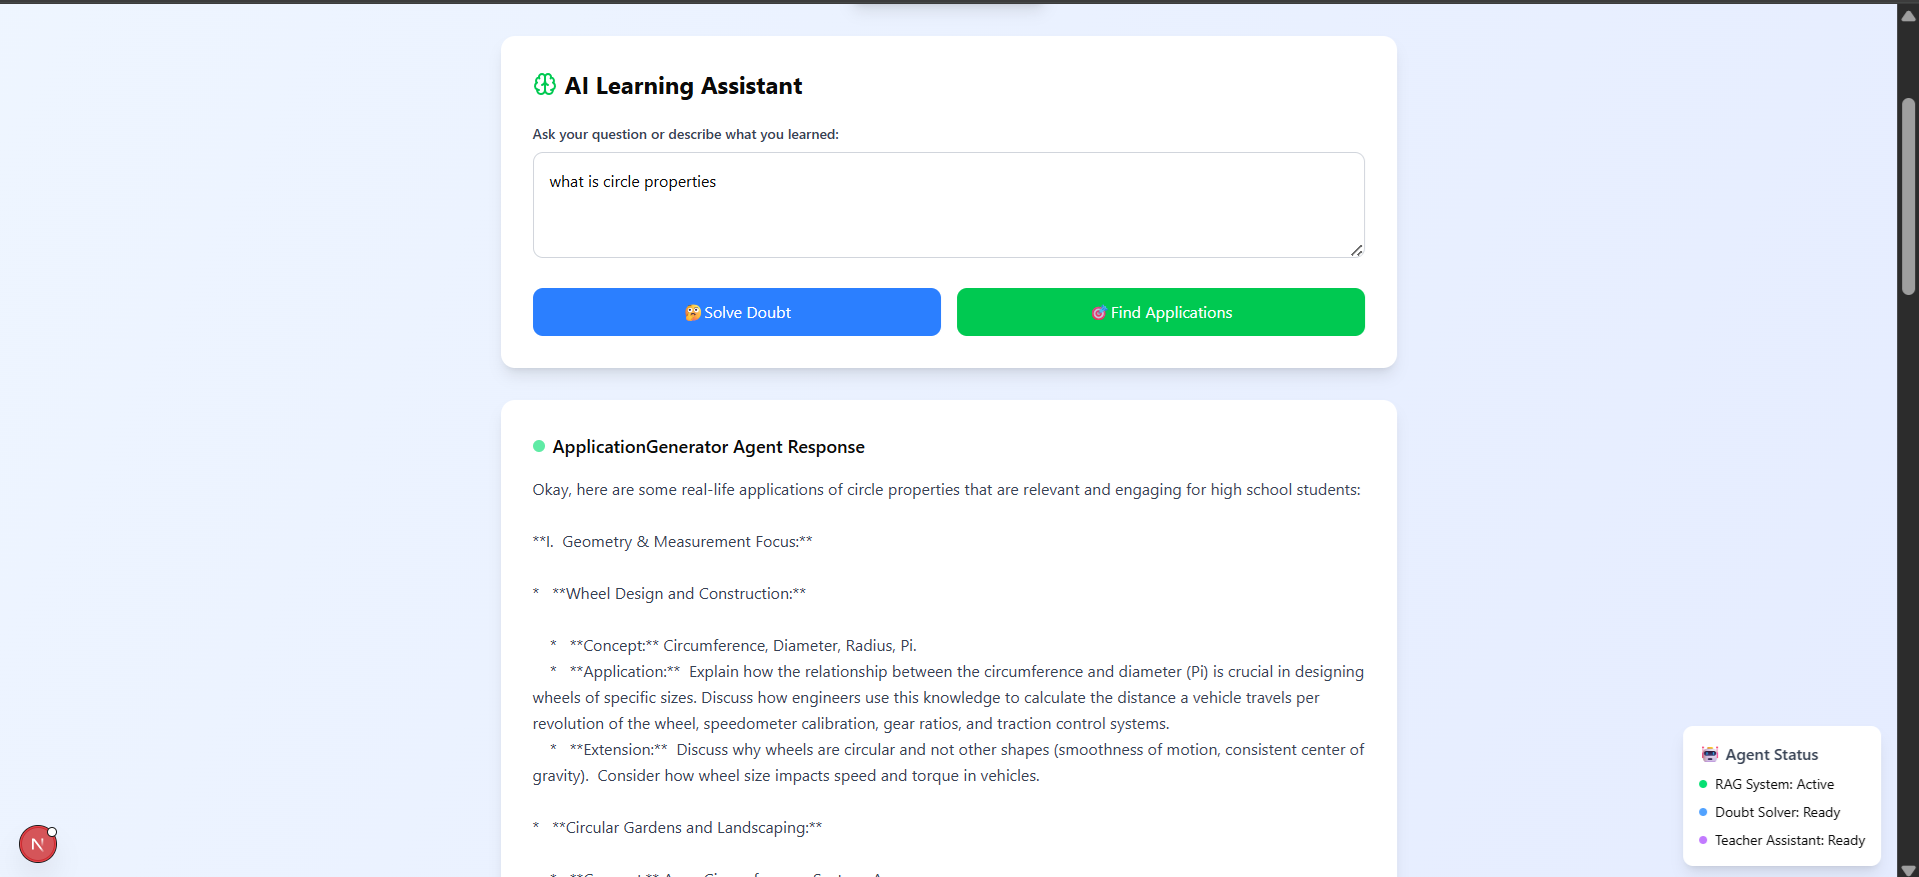 AI Learning Assistant
Ask your question or describe what you learned:
what is circle properties
🤔Solve Doubt
🎯Find Applications
ApplicationGenerator Agent Response
Okay, here are some real-life applications of circle properties that are relevant and engaging for high school students:
**I.  Geometry & Measurement Focus:**
*   **Wheel Design and Construction:**
*   **Concept:** Circumference, Diameter, Radius, Pi.
*   **Application:**  Explain how the relationship between the circumference and diameter (Pi) is crucial in designing
wheels of specific sizes. Discuss how engineers use this knowledge to calculate the distance a vehicle travels per
revolution of the wheel, speedometer calibration, gear ratios, and traction control systems.
*   **Extension:**  Discuss why wheels are circular and not other shapes (smoothness of motion, consistent center of
gravity).  Consider how wheel size impacts speed and torque in vehicles.
*   **Circular Gardens and Landscaping:**
🤖 Agent Status
RAG System: Active
Doubt Solver: Ready
Teacher Assistant: Ready
N